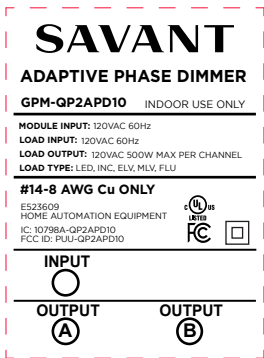 SAVANT
ADAPTIVE PHASE DIMMER
GPM-QP2APD10 INDOOR USE ONLY
MODULE INPUT: 120VAC 60Hz
LOAD INPUT: 120VAC 60Hz
LOAD OUTPUT: 120VAC 500W MAX PER CHANNEL
LOAD TYPE: LED, INC, ELV, MLV, FLU
#14-8 AWG Cu ONLY
E523609
HOME AUTOMATION EQUIPMENT
IC: 10798A-QP2APD10
FCC ID: PUU-QP2APD10
c UL us
LISTED
FC
INPUT
OUTPUT OUTPUT
A B